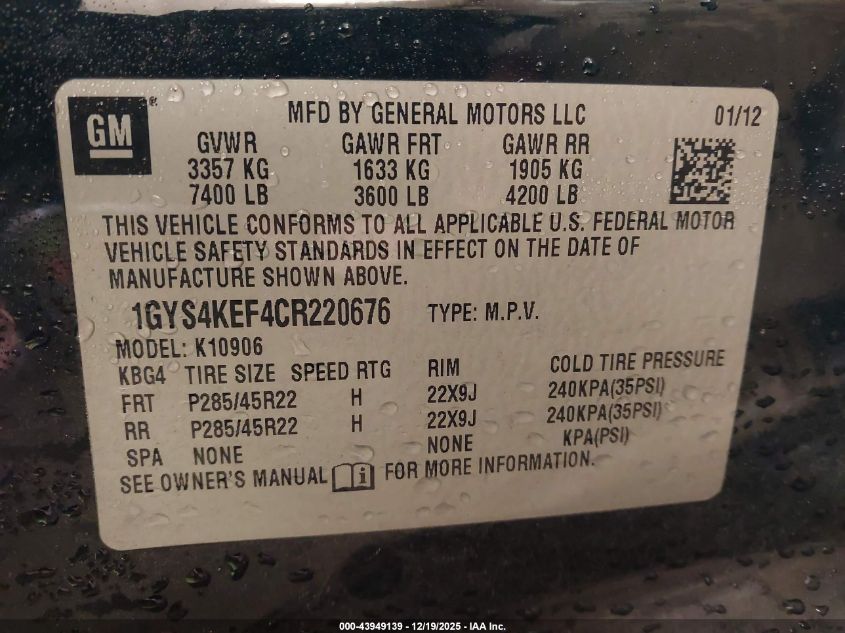 GM®
MFD BY GENERAL MOTORS LLC 01/12
GVWR GAWR FRT GAWR RR
3357 KG 1633 KG 1905 KG
7400 LB 3600 LB 4200 LB
THIS VEHICLE CONFORMS TO ALL APPLICABLE U.S. FEDERAL MOTOR
VEHICLE SAFETY STANDARDS IN EFFECT ON THE DATE OF
MANUFACTURE SHOWN ABOVE.
1GYS4KEF4CR220676 TYPE: M.P.V.
MODEL: K10906
KBG4 TIRE SIZE SPEED RTG RIM COLD TIRE PRESSURE
FRT P285/45R22 H 22X9J 240KPA(35PSI)
RR P285/45R22 H 22X9J 240KPA(35PSI)
SPA NONE NONE KPA(PSI)
SEE OWNER'S MANUAL i FOR MORE INFORMATION.
000-43949139 - 12/19/2025 - IAA Inc.